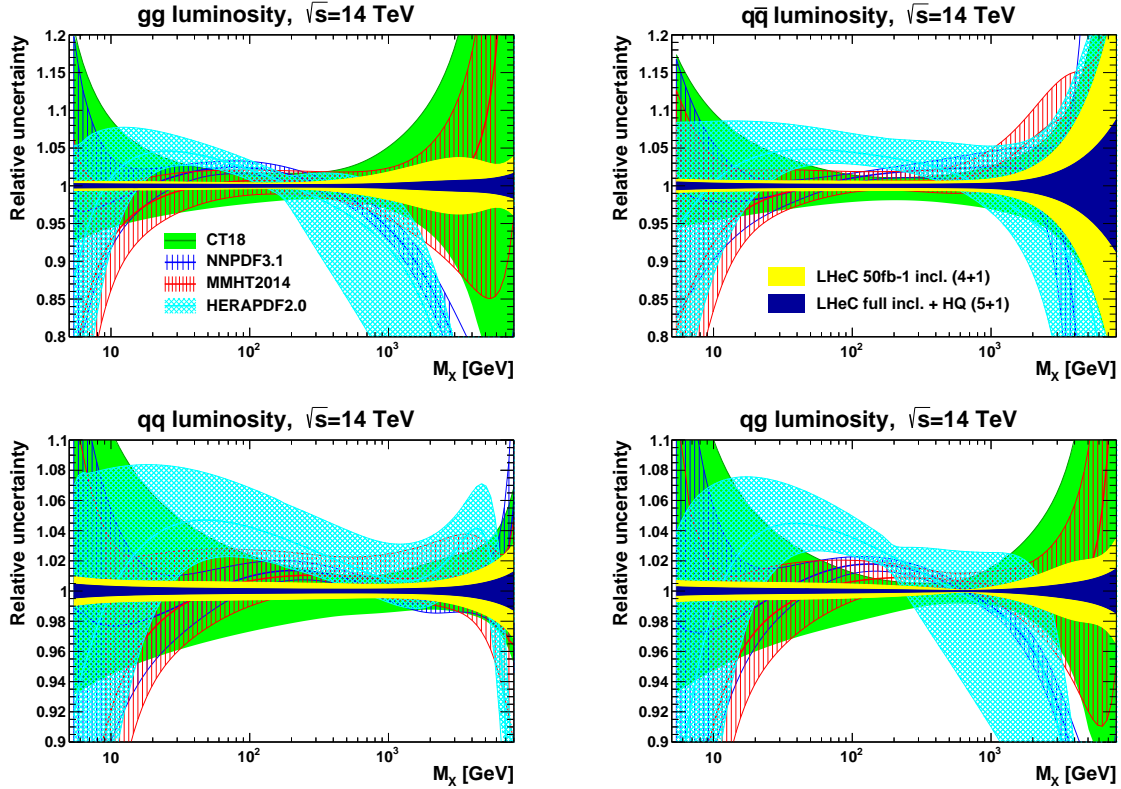 gg luminosity, √s=14 TeV
Relative uncertainty
1.2
1.15
1.1
1.05
1
0.95
0.9
0.85
0.8
CT18
NNPDF3.1
MMHT2014
HERAPDF2.0
10
10²
10³
M_X [GeV]
qq̄ luminosity, √s=14 TeV
Relative uncertainty
1.2
1.15
1.1
1.05
1
0.95
0.9
0.85
0.8
LHeC 50fb-1 incl. (4+1)
LHeC full incl. + HQ (5+1)
10
10²
10³
M_X [GeV]
qq luminosity, √s=14 TeV
Relative uncertainty
1.1
1.08
1.06
1.04
1.02
1
0.98
0.96
0.94
0.92
0.9
10
10²
10³
M_X [GeV]
qg luminosity, √s=14 TeV
Relative uncertainty
1.1
1.08
1.06
1.04
1.02
1
0.98
0.96
0.94
0.92
0.9
10
10²
10³
M_X [GeV]